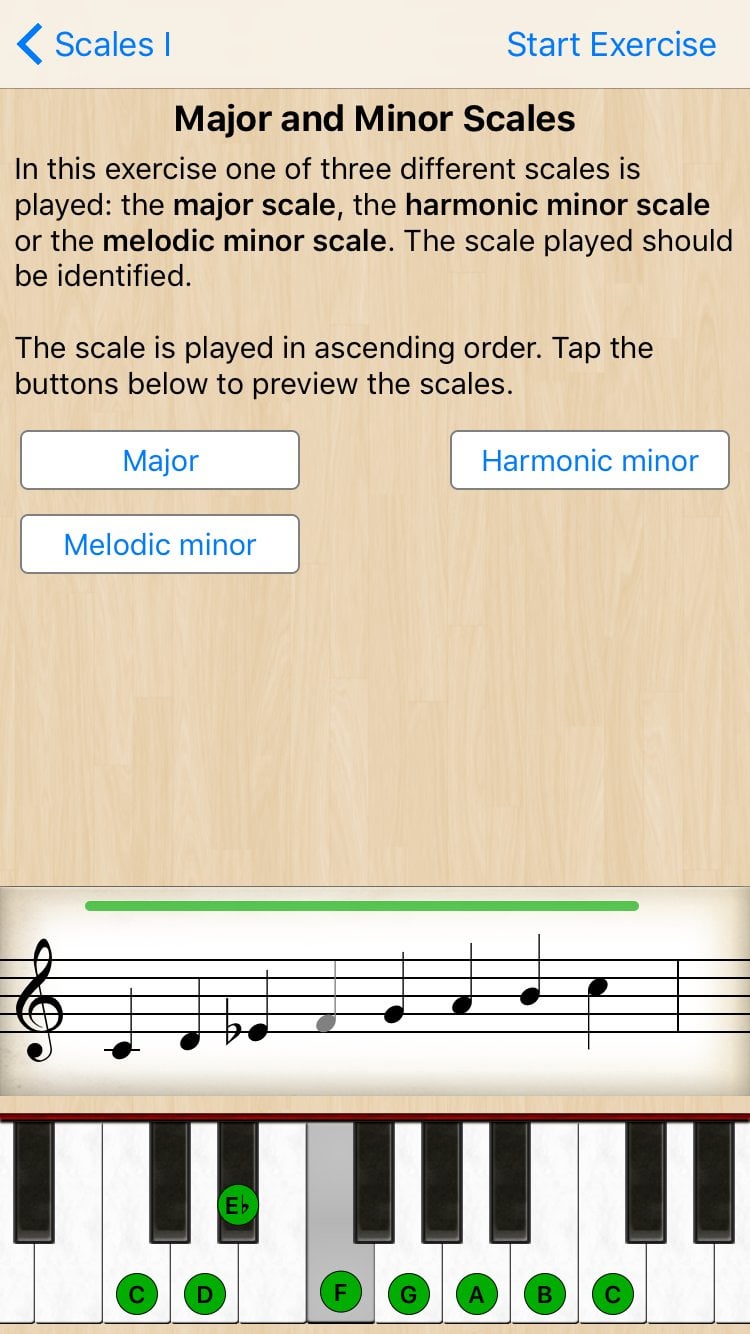 Scales I
Start Exercise
Major and Minor Scales
In this exercise one of three different scales is
played: the major scale, the harmonic minor scale
or the melodic minor scale. The scale played should
be identified.
The scale is played in ascending order. Tap the
buttons below to preview the scales.
Major
Harmonic minor
Melodic minor
E♭
C D F G A B C